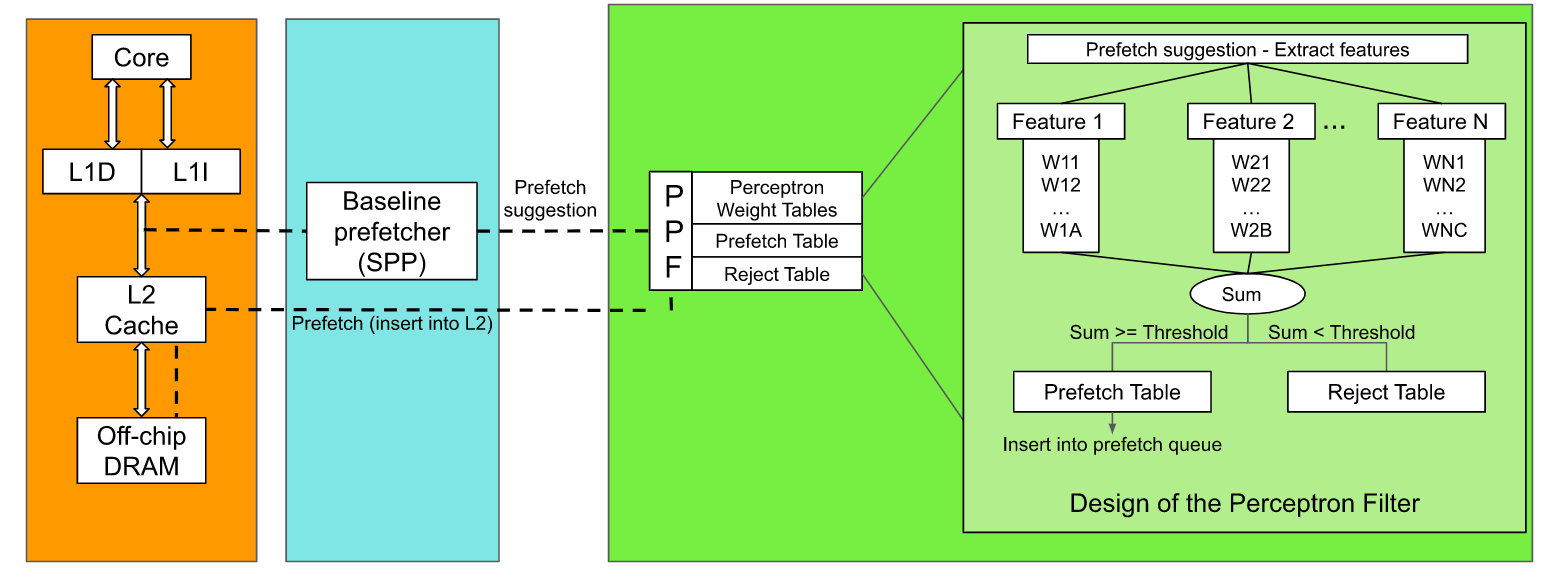 Core
L1D
L1I
L2
Cache
Off-chip
DRAM
Baseline
prefetcher
(SPP)
Prefetch
suggestion
Prefetch (insert into L2)
P
P
F
Perceptron
Weight Tables
Prefetch Table
Reject Table
Prefetch suggestion - Extract features
Feature 1
Feature 2
...
Feature N
W11
W12
...
W1A
W21
W22
...
W2B
WN1
WN2
...
WNC
Sum
Sum >= Threshold
Sum < Threshold
Prefetch Table
Reject Table
Insert into prefetch queue
Design of the Perceptron Filter